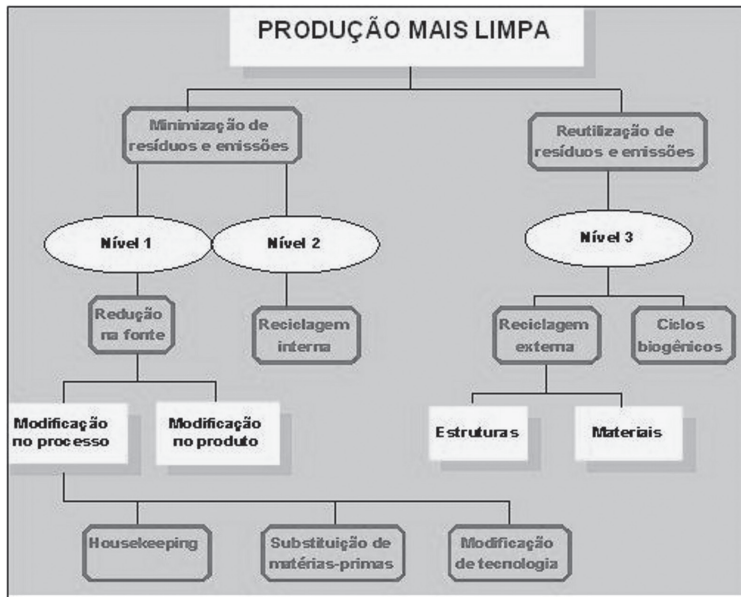 PRODUÇÃO MAIS LIMPA
Minimização de
resíduos e emissões
Reutilização de
resíduos e emissões
Nível 1
Nível 2
Nível 3
Redução
na fonte
Reciclagem
interna
Reciclagem
externa
Ciclos
biogênicos
Modificação
no processo
Modificação
no produto
Estruturas
Materiais
Housekeeping
Substituição de
matérias-primas
Modificação
de tecnologia